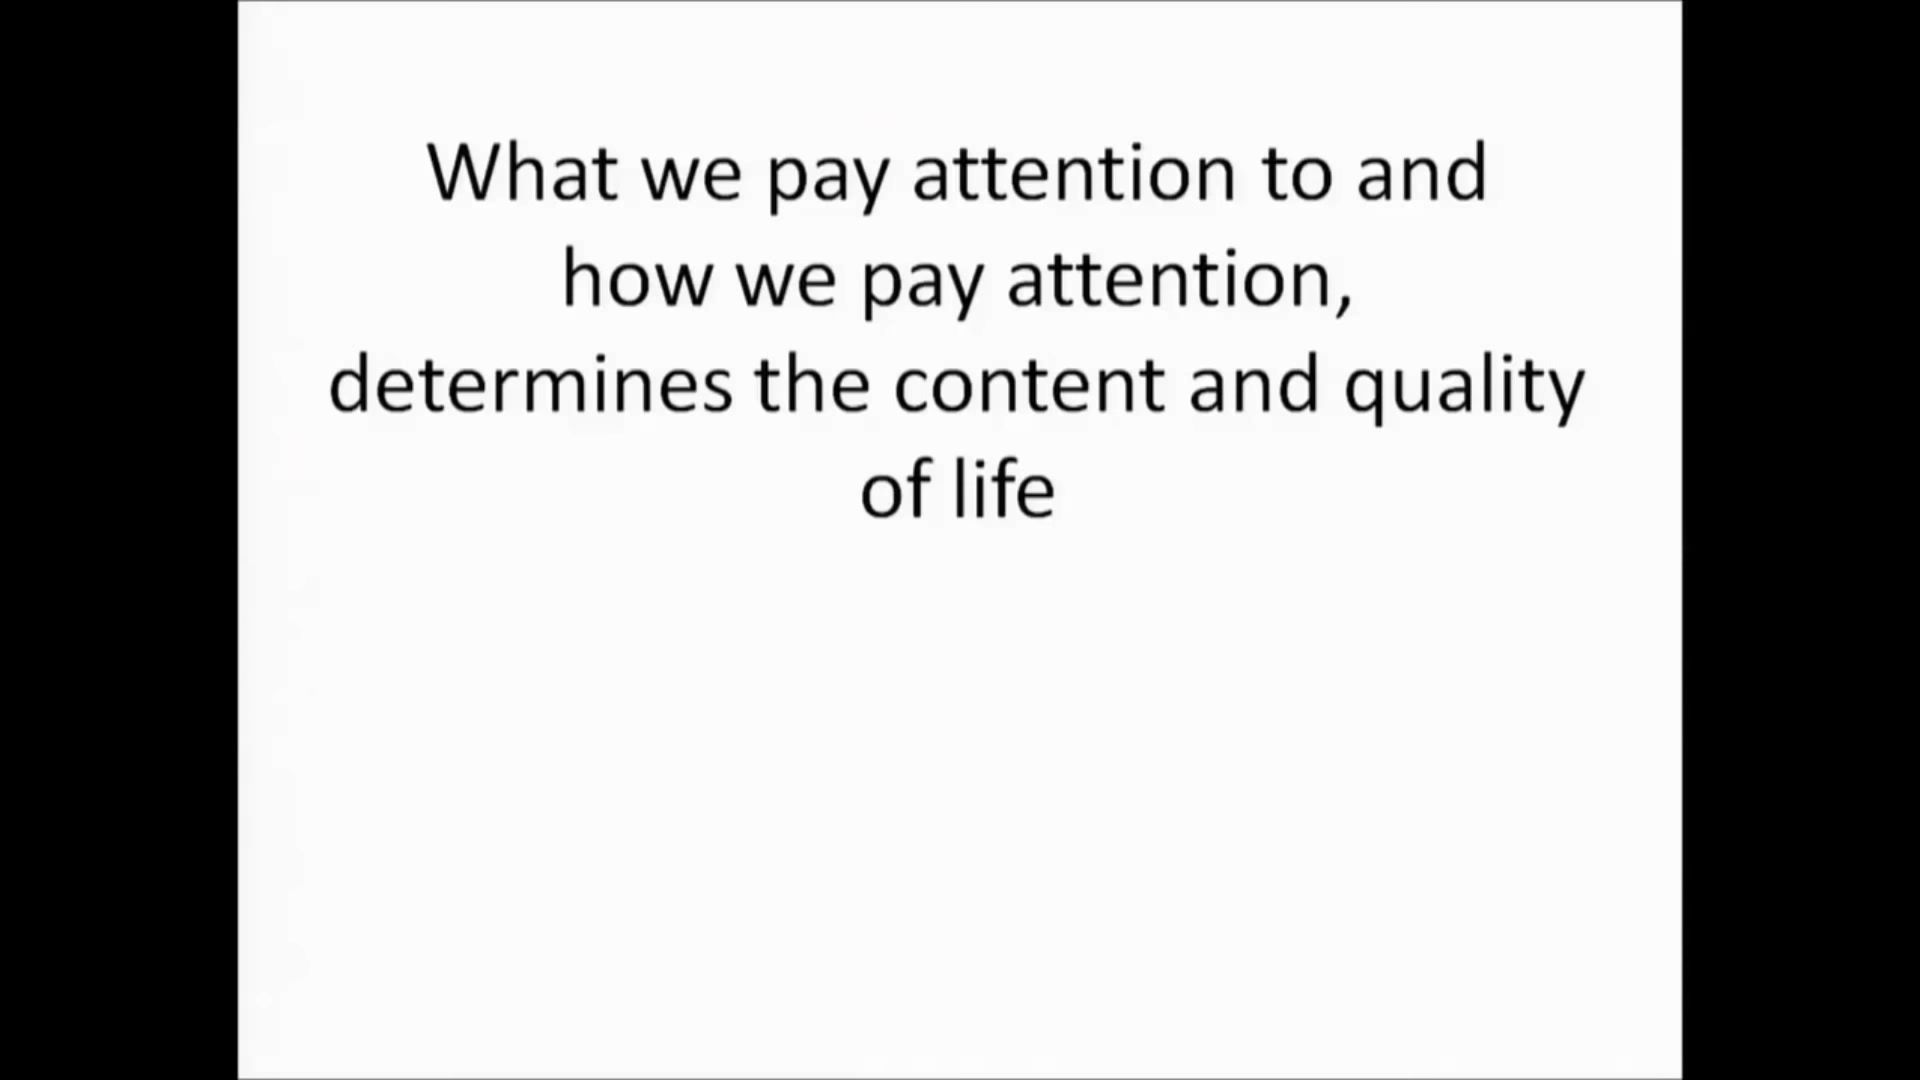 What we pay attention to and
how we pay attention,
determines the content and quality
of life